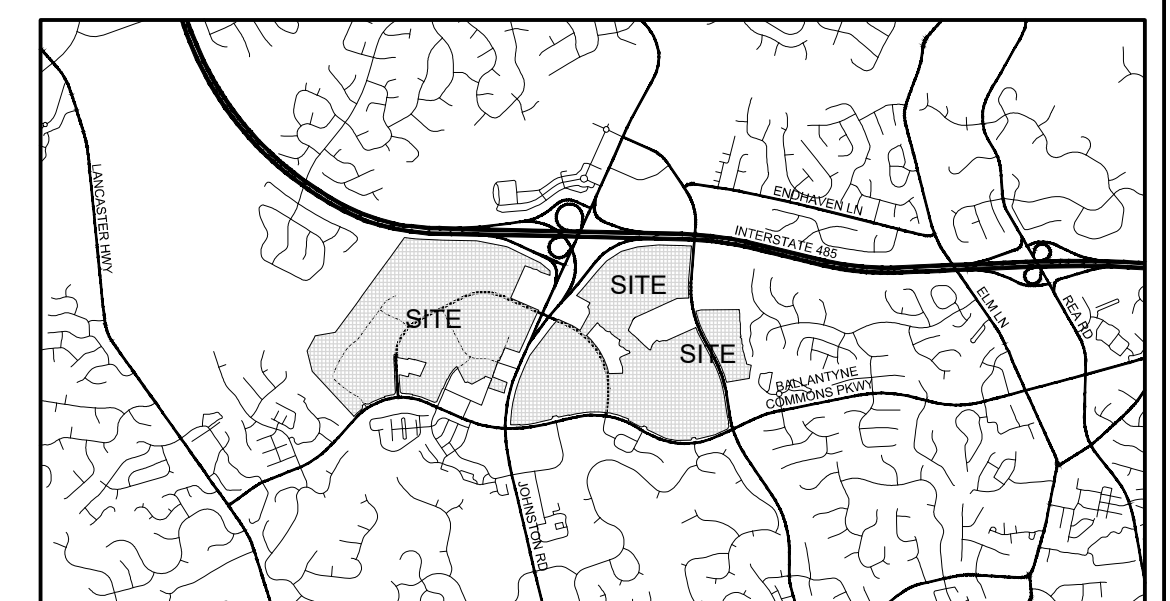 LANCASTER HWY
ENDHAVEN LN
INTERSTATE 485
SITE
SITE
SITE
ELM LN
REA RD
BALLANTYNE
COMMONS PKWY
JOHNSTON RD